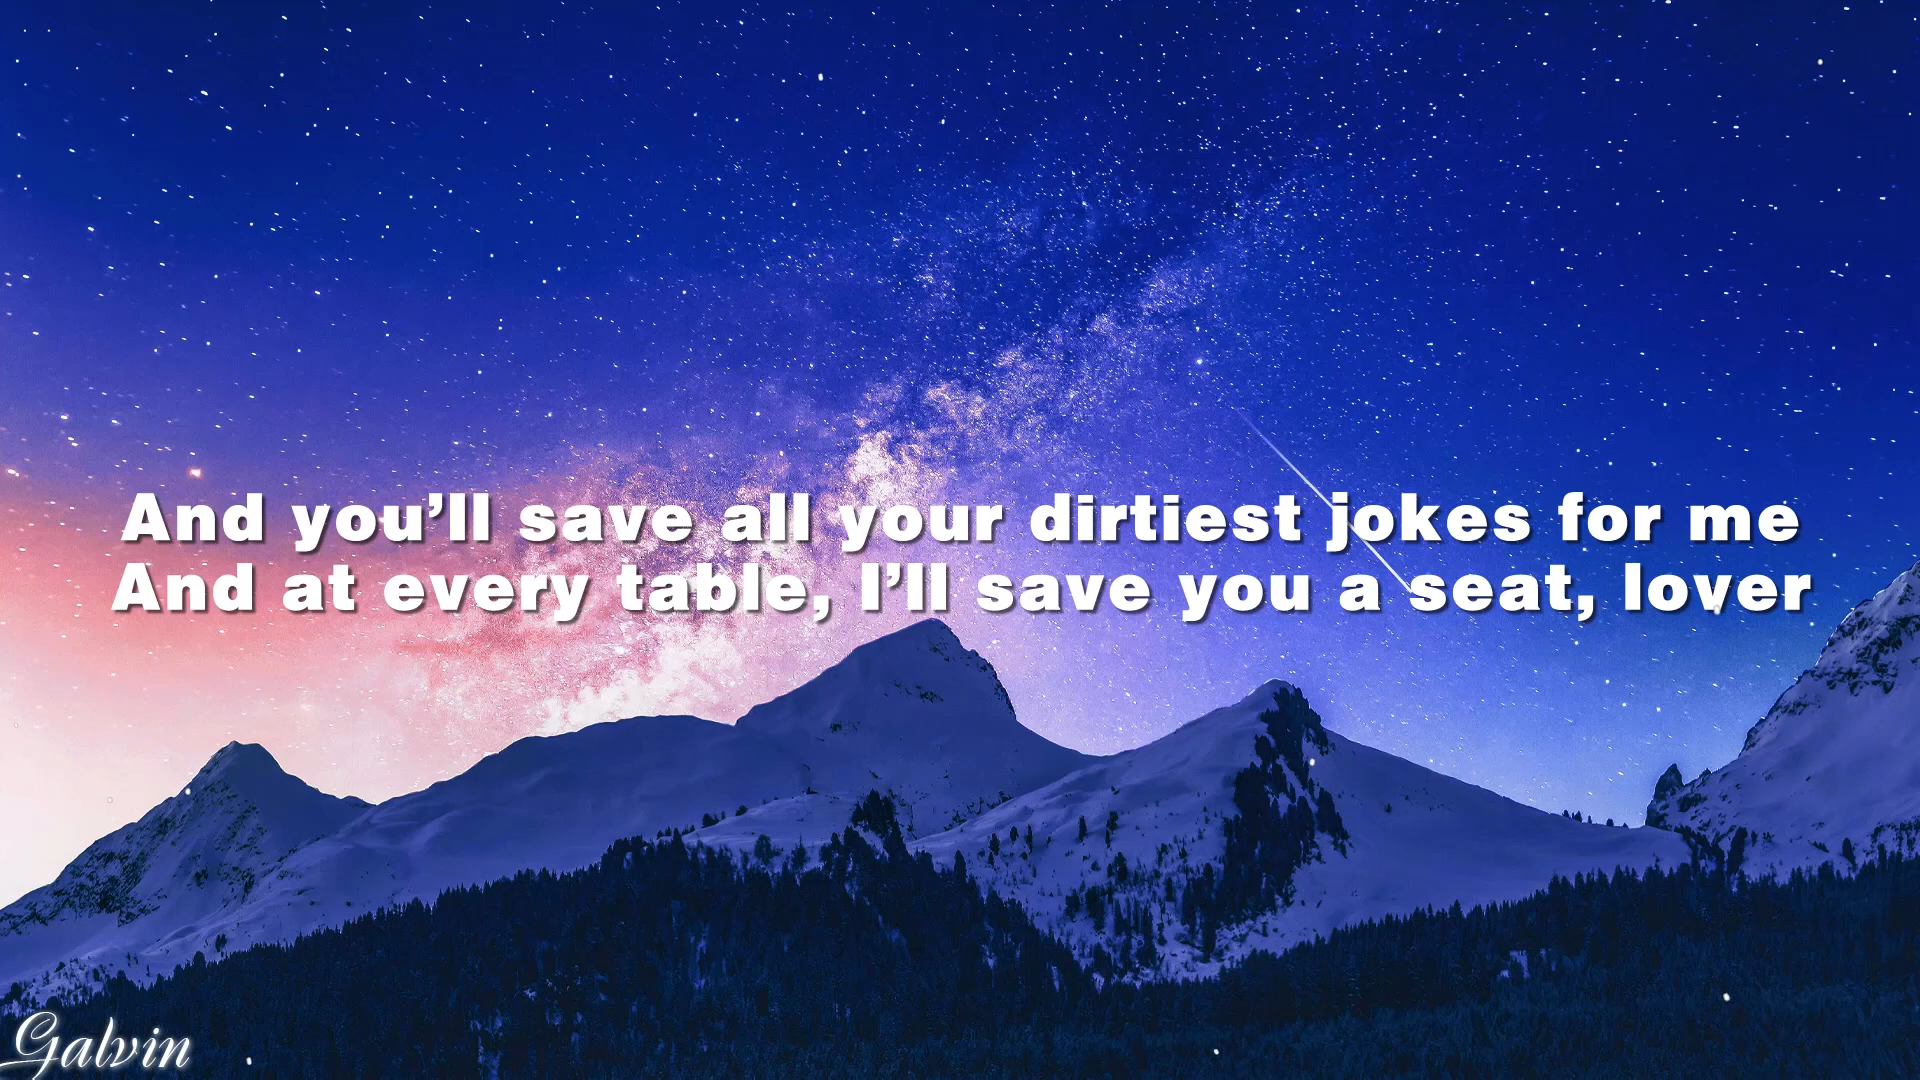 And you’ll save all your dirtiest jokes for me
And at every table, I’ll save you a seat, lover
Galvin